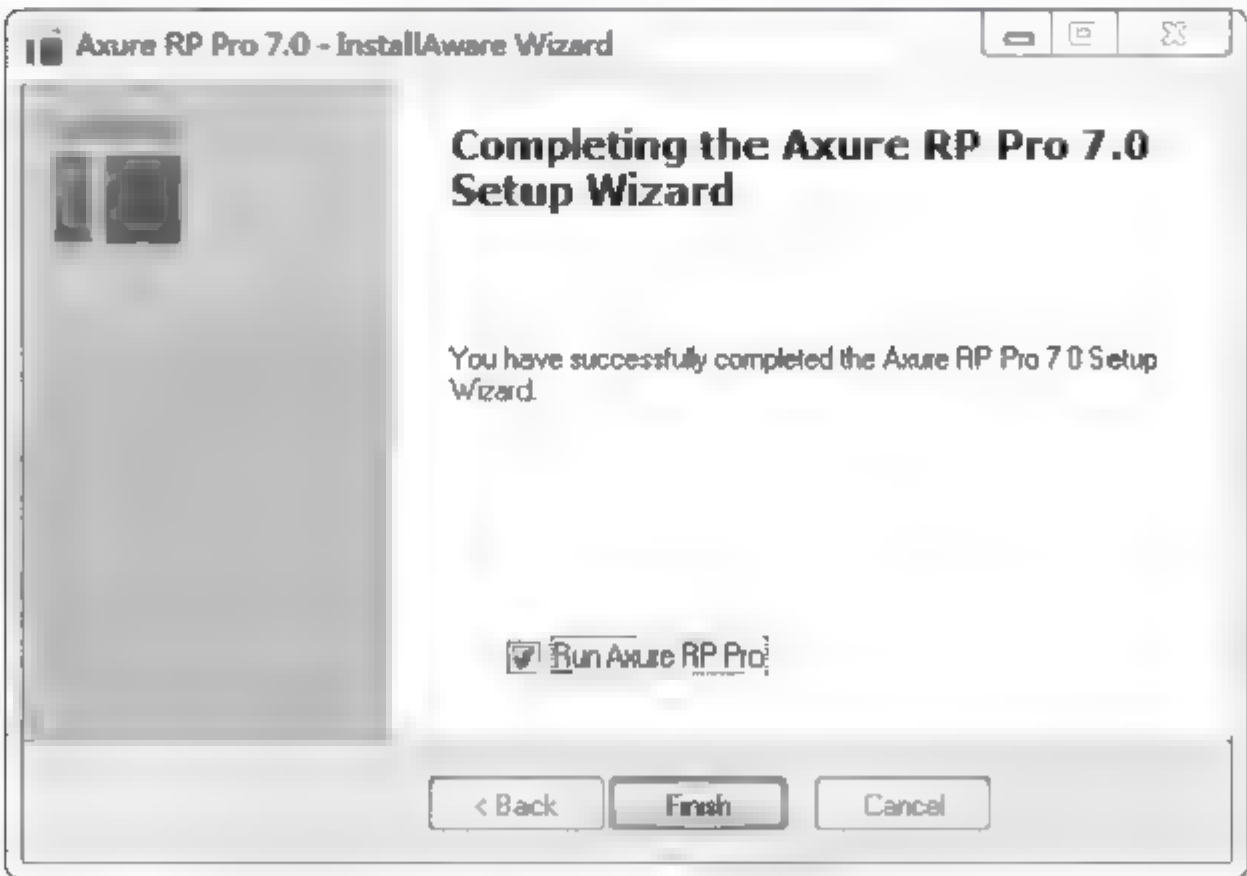 Axure RP Pro 7.0 - InstallAware Wizard
Completing the Axure RP Pro 7.0
Setup Wizard
You have successfully completed the Axure RP Pro 7.0 Setup
Wizard.
Run Axure RP Pro
< Back
Finish
Cancel